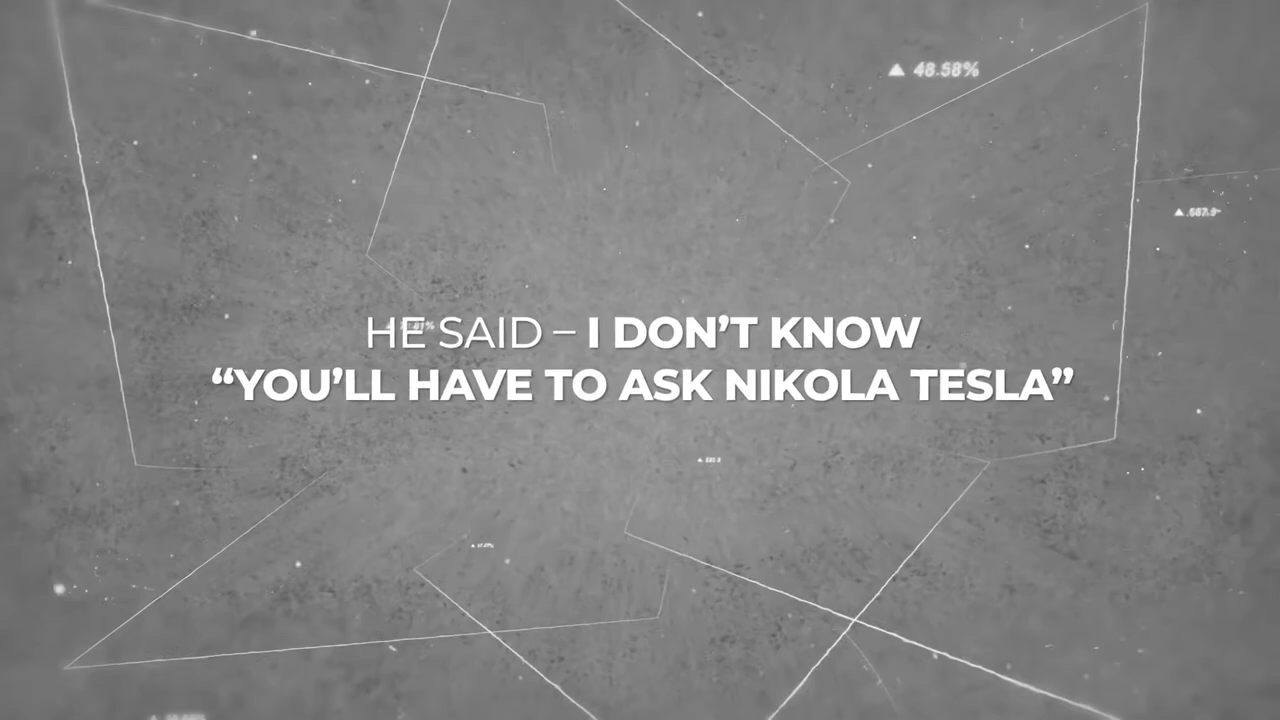 ▲ 48.58%
HE SAID – I DON’T KNOW
“YOU’LL HAVE TO ASK NIKOLA TESLA”